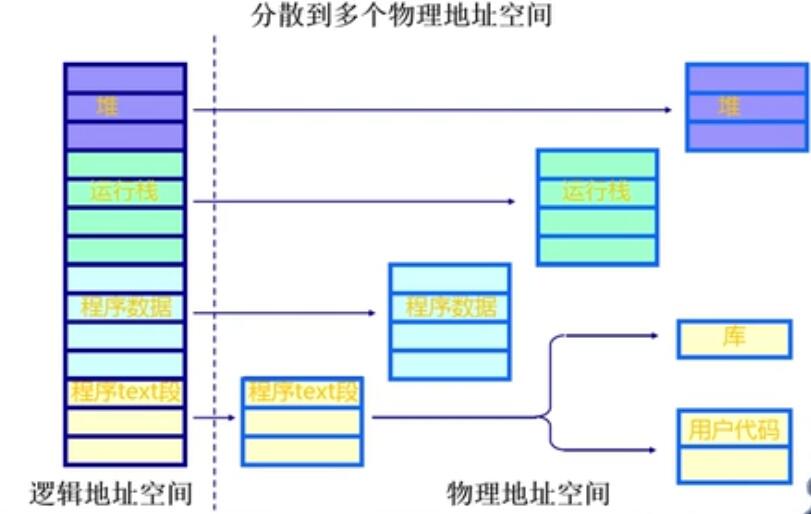 分散到多个物理地址空间
堆
堆
运行栈
运行栈
程序数据
程序数据
库
程序text段
程序text段
用户代码
逻辑地址空间
物理地址空间